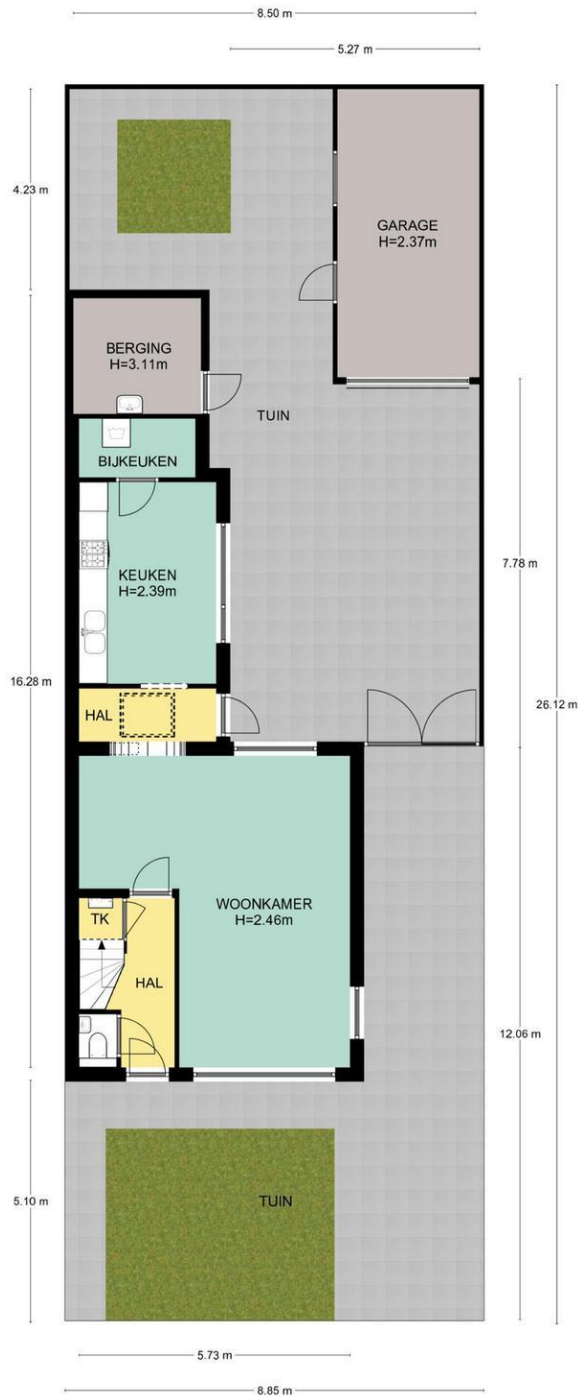 8.50 m
5.27 m
4.23 m
GARAGE
H=2.37m
BERGING
H=3.11m
TUIN
BIJKEUKEN
KEUKEN
H=2.39m
7.78 m
16.28 m
26.12 m
HAL
WOONKAMER
H=2.46m
TK
HAL
12.06 m
5.10 m
TUIN
5.73 m
8.85 m